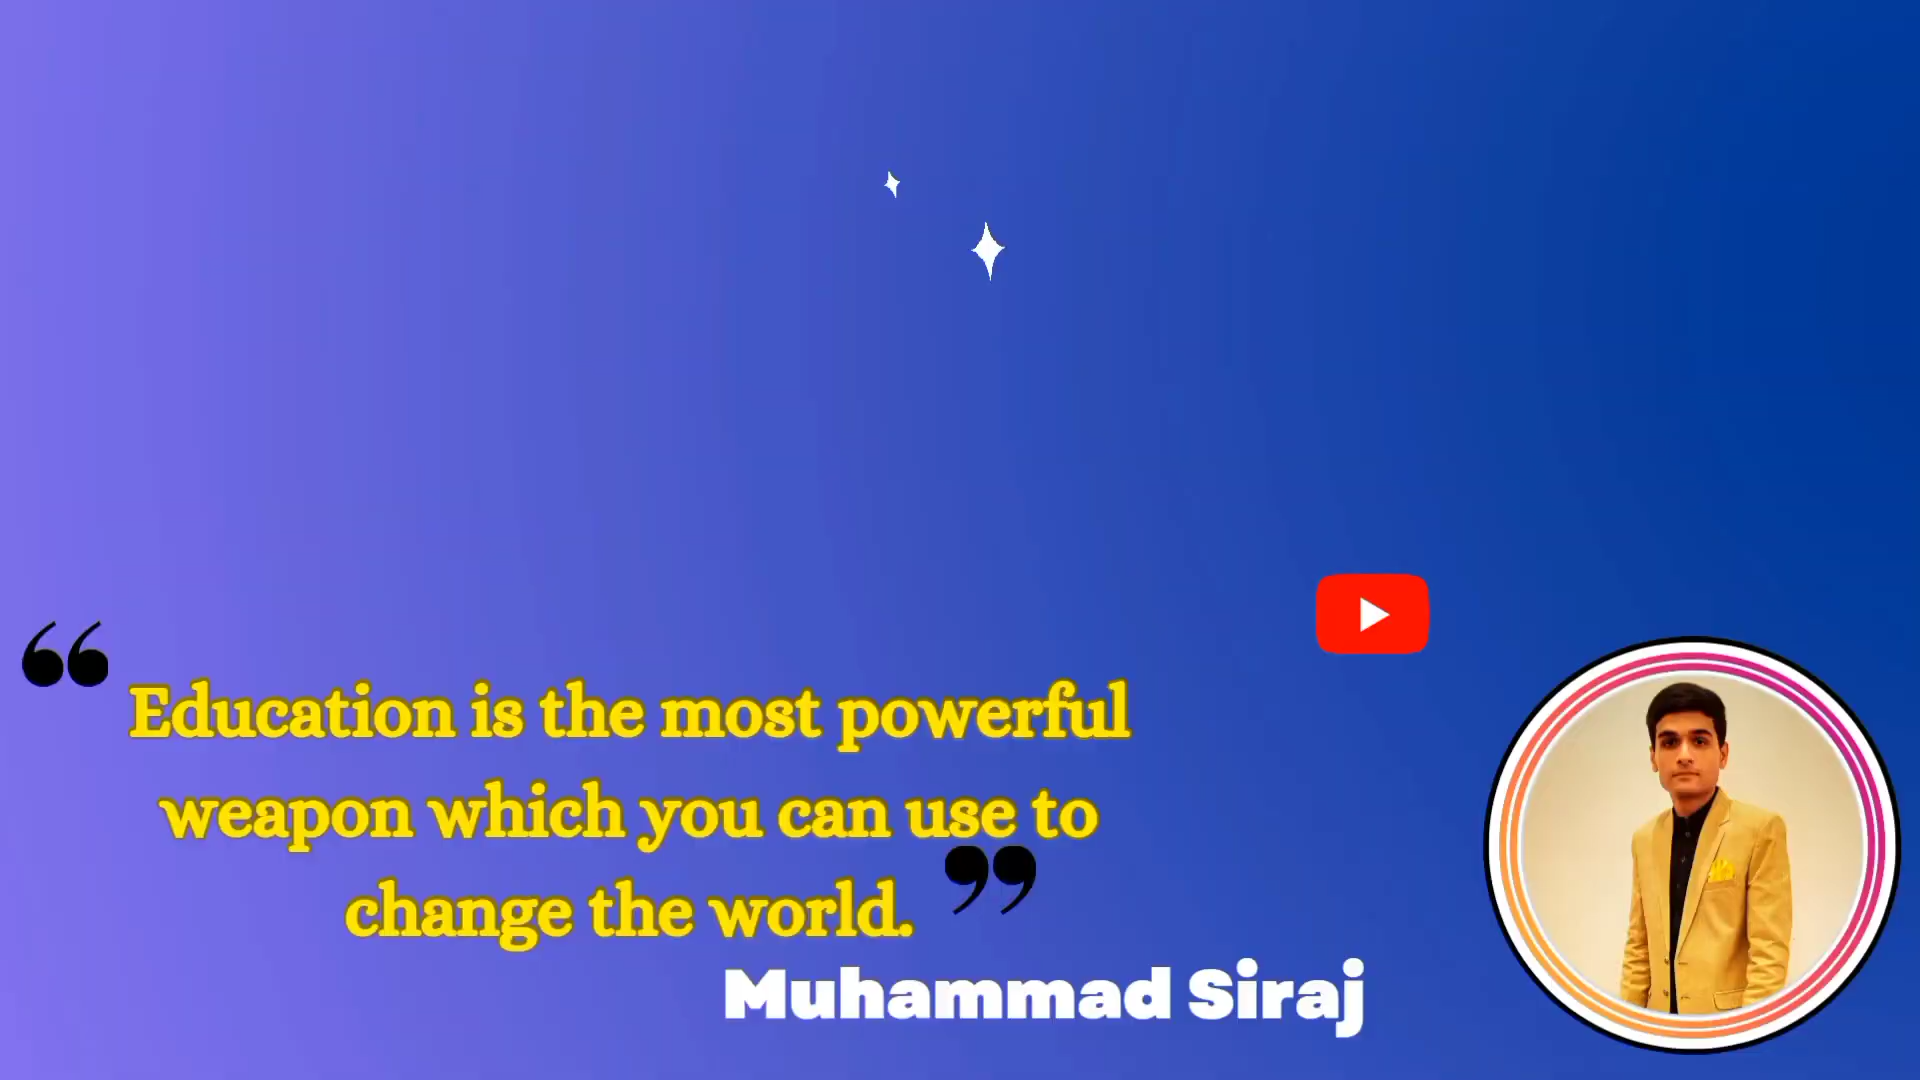 “Education is the most powerful
weapon which you can use to
change the world.”
Muhammad Siraj